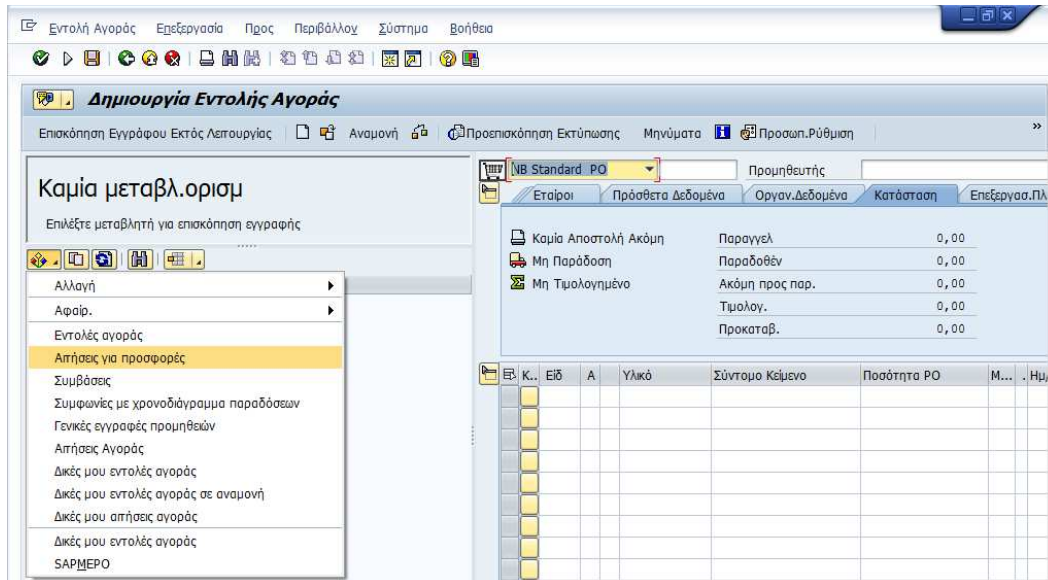 Εντολή Αγοράς Επεξεργασία Προς Περιβάλλον Σύστημα Βοήθεια
Δημιουργία Εντολής Αγοράς
Επισκόπηση Εγγράφου Εκτός Λειτουργίας Αναμονή Προεπισκόπηση Εκτύπωσης Μηνύματα Προσωπ.Ρύθμιση »
Καμία μεταβλ.ορισμ
Επιλέξτε μεταβλητή για επισκόπηση εγγραφής
Αλλαγή
Αφαίρ.
Εντολές αγοράς
Αιτήσεις για προσφορές
Συμβάσεις
Συμφωνίες με χρονοδιάγραμμα παραδόσεων
Γενικές εγγραφές προμηθειών
Αιτήσεις Αγοράς
Δικές μου εντολές αγοράς
Δικές μου εντολές αγοράς σε αναμονή
Δικές μου αιτήσεις αγοράς
Δικές μου εντολές αγοράς
SAPMEPO
NB Standard PO Προμηθευτής
Εταίροι Πρόσθετα Δεδομένα Οργαν.Δεδομένα Κατάσταση Επεξεργασ.Πλ
Καμία Αποστολή Ακόμη Παραγγελ 0,00
Μη Παράδοση Παραδοθέν 0,00
Μη Τιμολογημένο Ακόμη προς παρ. 0,00
Τιμολογ. 0,00
Προκαταβ. 0,00
Κ.. Είδ Α Υλικό Σύντομο Κείμενο Ποσότητα PO Μ... . Ημ/